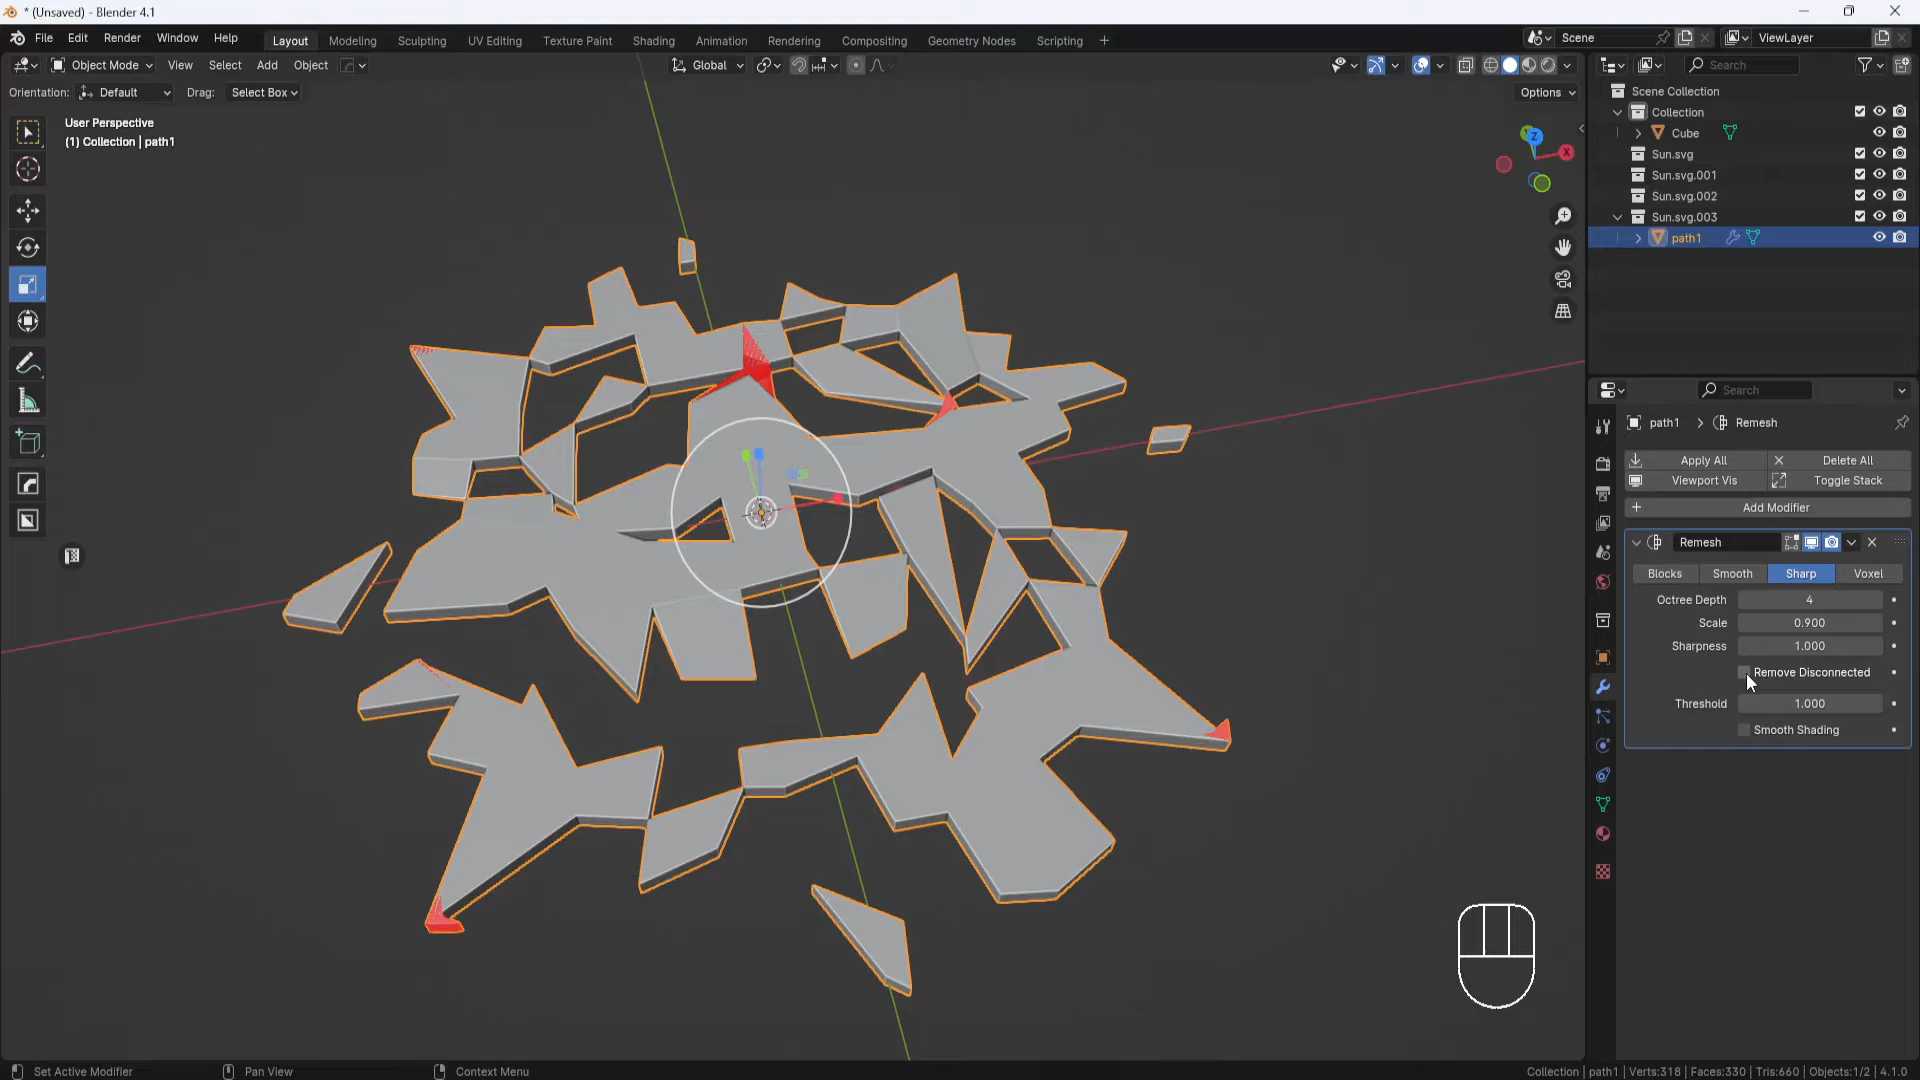 * (Unsaved) - Blender 4.1
File Edit Render Window Help Layout Modeling Sculpting UV Editing Texture Paint Shading Animation Rendering Compositing Geometry Nodes Scripting + Scene ViewLayer
Object Mode View Select Add Object Global Search
Orientation: Default Drag: Select Box Options
User Perspective
(1) Collection | path1
Z
X
Scene Collection
Collection
Cube
Sun.svg
Sun.svg.001
Sun.svg.002
Sun.svg.003
path1
Search
path1 > Remesh
Apply All Delete All
Viewport Vis Toggle Stack
+ Add Modifier
Remesh
Blocks Smooth Sharp Voxel
Octree Depth 4
Scale 0.900
Sharpness 1.000
Remove Disconnected
Threshold 1.000
Smooth Shading
Set Active Modifier Pan View Context Menu Collection | path1 | Verts:318 | Faces:330 | Tris:660 | Objects:1/2 | 4.1.0